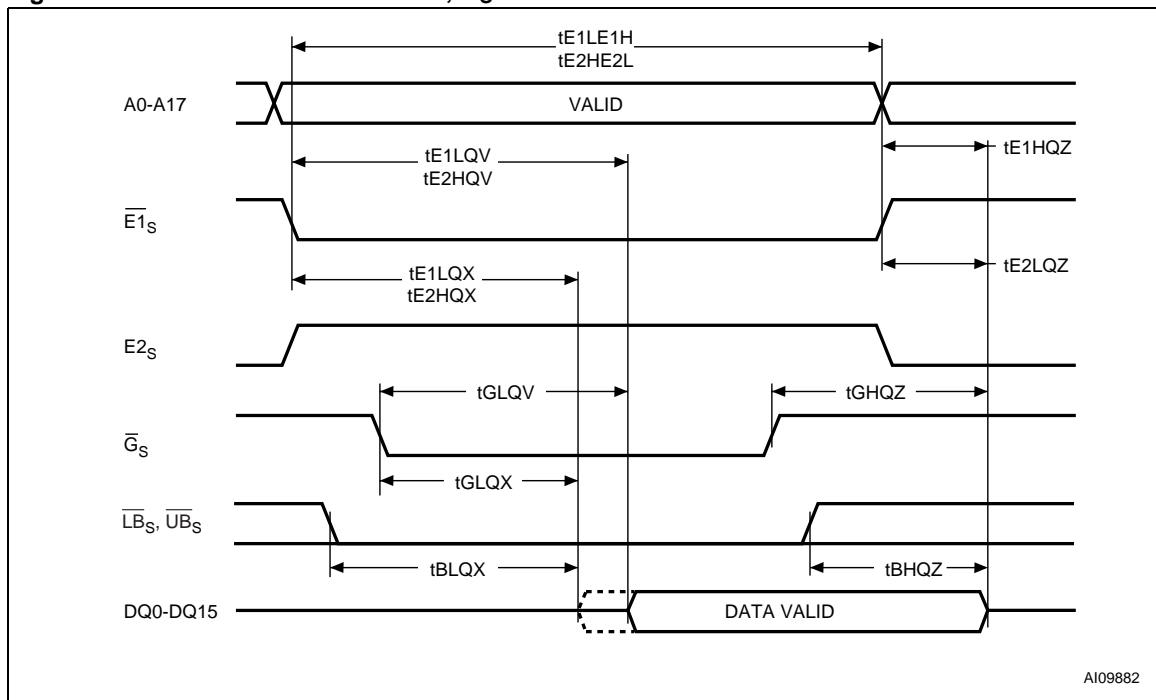 tE1LE1H
tE2HE2L
A0-A17
VALID
tE1LQV
tE2HQV
tE1HQZ
E1S
tE1LQX
tE2HQX
tE2LQZ
E2S
tGLQV
tGHQZ
GS
tGLQX
LBS, UBS
tBLQX
tBHQZ
DQ0-DQ15
DATA VALID
AI09882